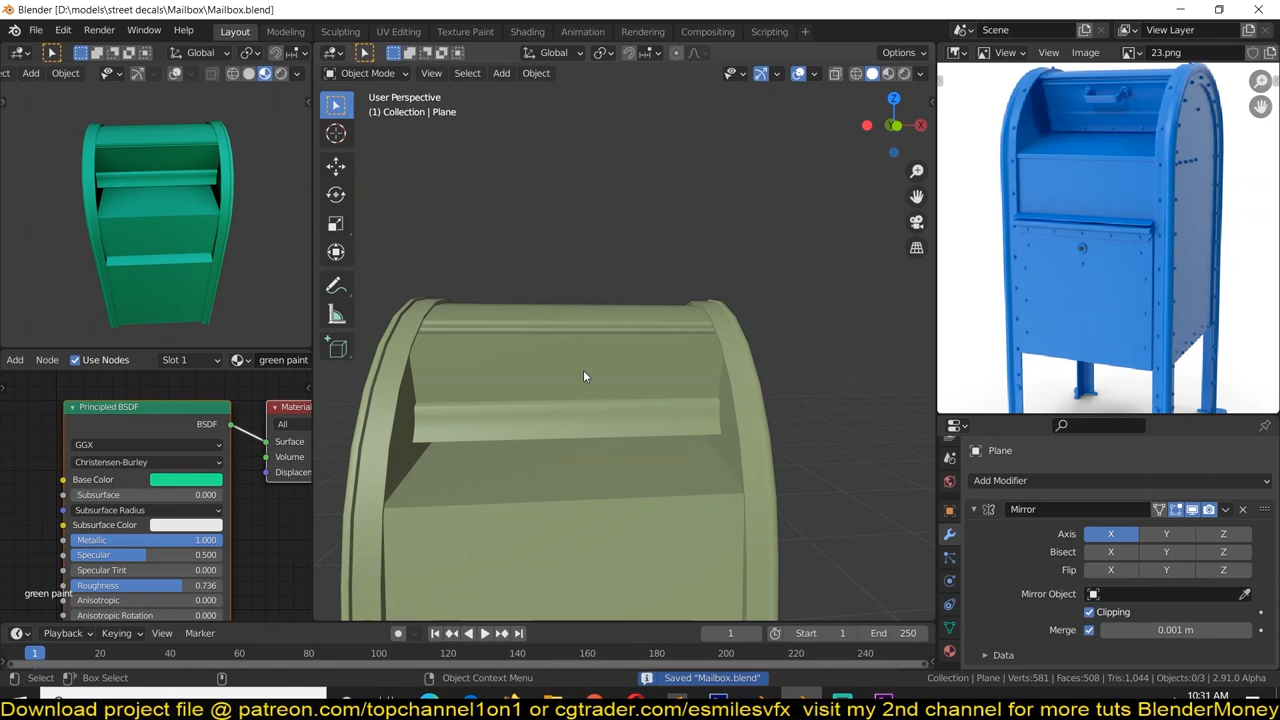 Blender [D:\models\street decals\Mailbox\Mailbox.blend]
File Edit Render Window Help Layout Modeling Sculpting UV Editing Texture Paint Shading Animation Rendering Compositing Scripting + Scene View Layer
Global Global Options View View Image 23.png
Add Object Object Mode View Select Add Object
User Perspective
(1) Collection | Plane
Z
Y X
Add Node Use Nodes Slot 1 green paint
Principled BSDF
BSDF
GGX
Christensen-Burley
Base Color
Subsurface 0.000
Subsurface Radius
Subsurface Color
Metallic 1.000
Specular 0.500
Specular Tint 0.000
Roughness 0.736
Anisotropic 0.000
Anisotropic Rotation 0.000
green paint
Material
All
Surface
Volume
Displacem
Plane
Add Modifier
Mirror
Axis X Y Z
Bisect X Y Z
Flip X Y Z
Mirror Object
Clipping
Merge 0.001 m
Data
Playback Keying View Marker 1 Start 1 End 250
1 20 40 60 80 100 120 140 160 180 200 220 240
Select Box Select Object Context Menu Saved "Mailbox.blend" Collection | Plane | Verts:581 | Faces:508 | Tris:1,044 | Objects:0/3 | 2.91.0 Alpha
10:31 AM
Download project file @ patreon.com/topchannel1on1 or cgtrader.com/esmilesvfx visit my 2nd channel for more tuts BlenderMoney